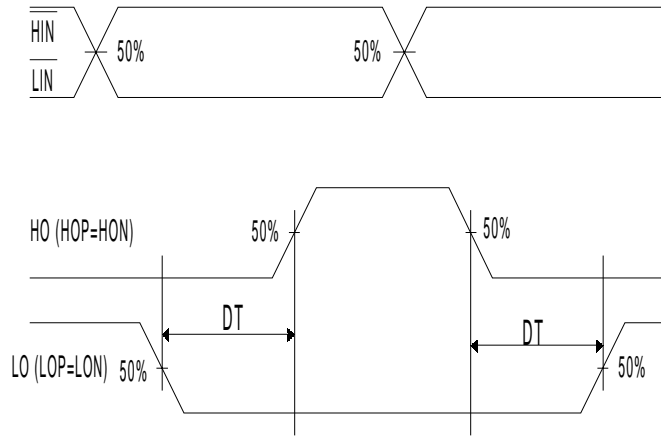 HIN
50% 50%
LIN
HO (HOP=HON) 50% 50%
DT DT
LO (LOP=LON) 50% 50%